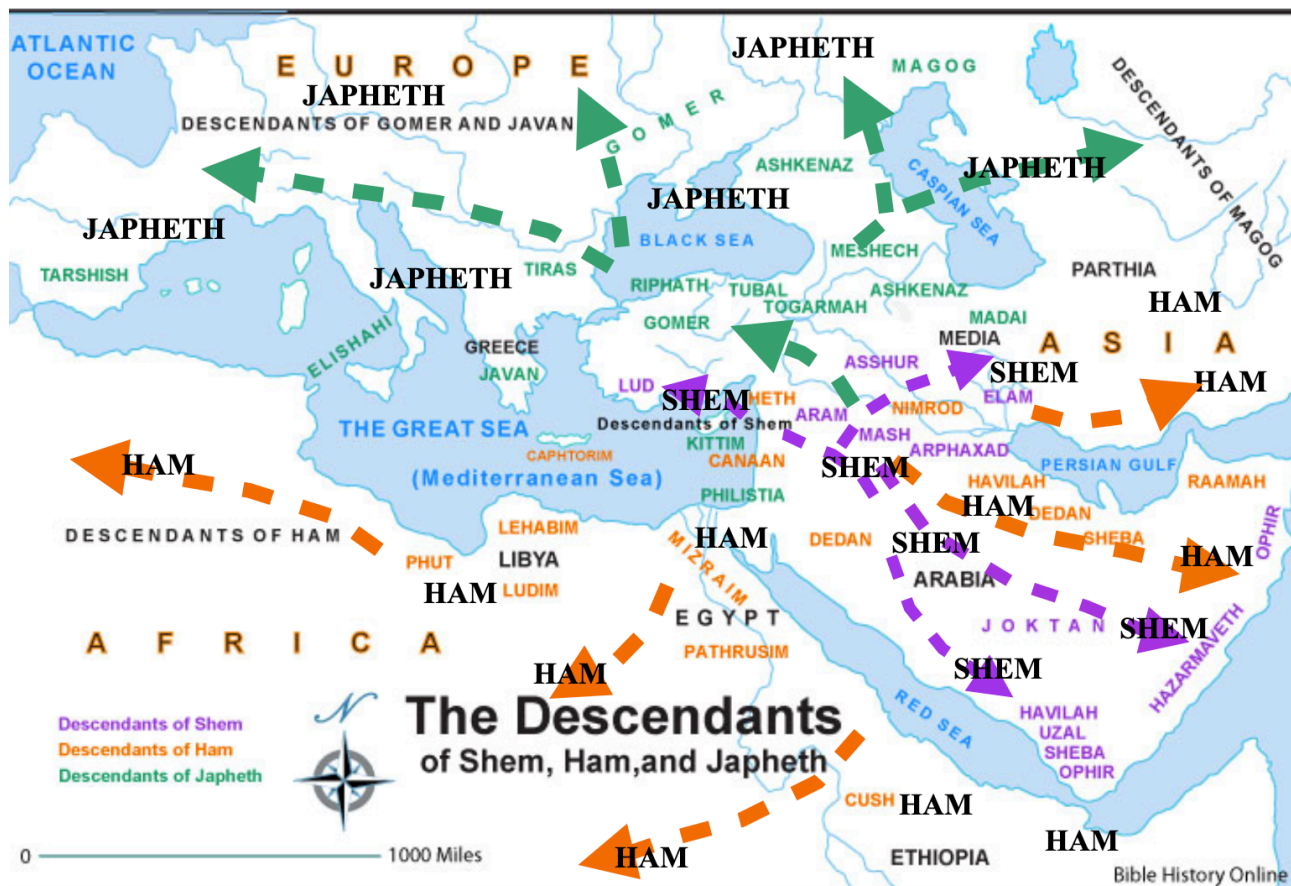 ATLANTIC
OCEAN
EUROPE
JAPHETH
DESCENDANTS OF GOMER AND JAVAN
GOMER
JAPHETH
MAGOG
DESCENDANTS OF MAGOG
ASHKENAZ
CASPIAN SEA
JAPHETH
JAPHETH
BLACK SEA
JAPHETH
TARSHISH
JAPHETH
TIRAS
MESHECH
PARTHIA
RIPHATH
TUBAL
TOGARMAH
ASHKENAZ
HAM
GOMER
MADAI
MEDIA
ASIA
ELISHAHI
GREECE
JAVAN
ASSHUR
SHEM
HAM
LUD
SHEM
HETH
ARAM
NIMROD
ELAM
THE GREAT SEA
Descendants of Shem
KITTIM
MASH
ARPHAXAD
CAPHTORIM
CANAAN
SHEM
PERSIAN GULF
HAM
(Mediterranean Sea)
PHILISTIA
HAVILAH
RAAMAH
HAM
DEDAN
DESCENDANTS OF HAM
LEHABIM
HAM
MIZRAIM
DEDAN
SHEM
SHEBA
OPHIR
HAM
PHUT
LIBYA
HAM
LUDIM
ARABIA
EGYPT
JOKTAN
SHEM
AFRICA
PATHRUSIM
HAM
SHEM
HAZARMAVETH
N
The Descendants
of Shem, Ham,and Japheth
RED SEA
HAVILAH
UZAL
SHEBA
OPHIR
Descendants of Shem
Descendants of Ham
Descendants of Japheth
CUSH
HAM
HAM
HAM
ETHIOPIA
0
1000 Miles
Bible History Online